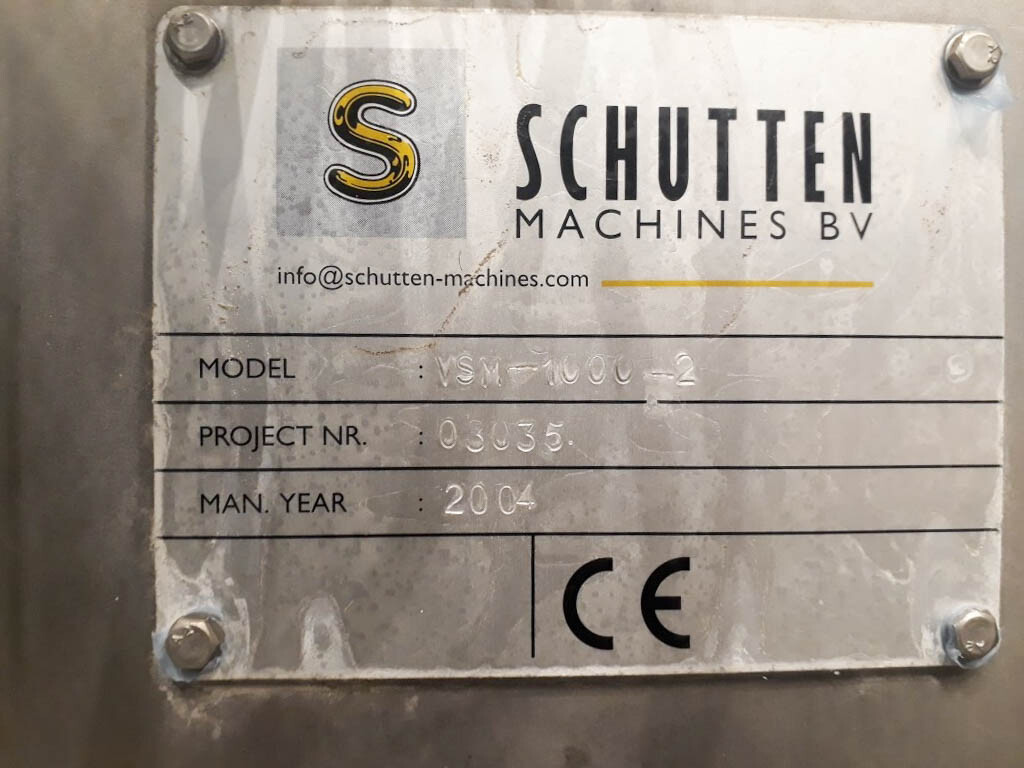 S
SCHUTTEN
MACHINES BV
info@schutten-machines.com
MODEL : VSM-1000-2
PROJECT NR. : 03035
MAN. YEAR : 2004
CE